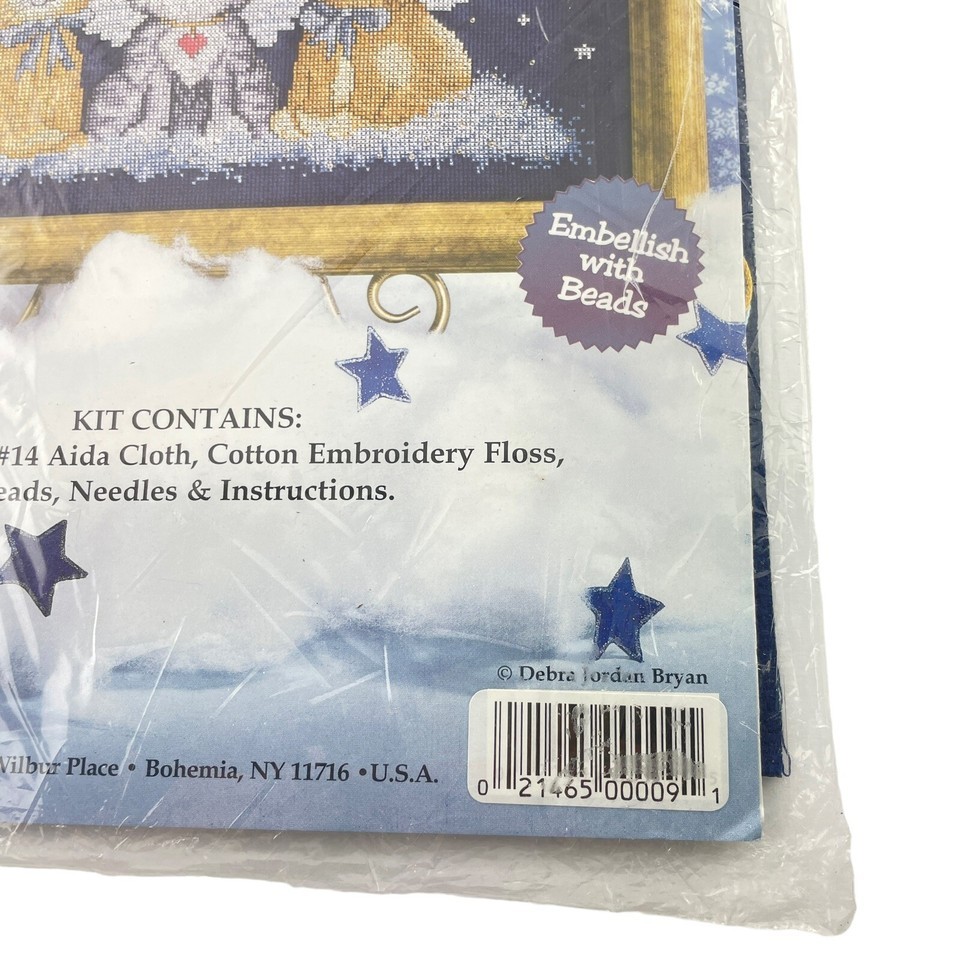 Embellish
with
Beads
KIT CONTAINS:
#14 Aida Cloth, Cotton Embroidery Floss,
eads, Needles & Instructions.
© Debra Jordan Bryan
Wilbur Place • Bohemia, NY 11716 • U.S.A.
0 21465 00009 1